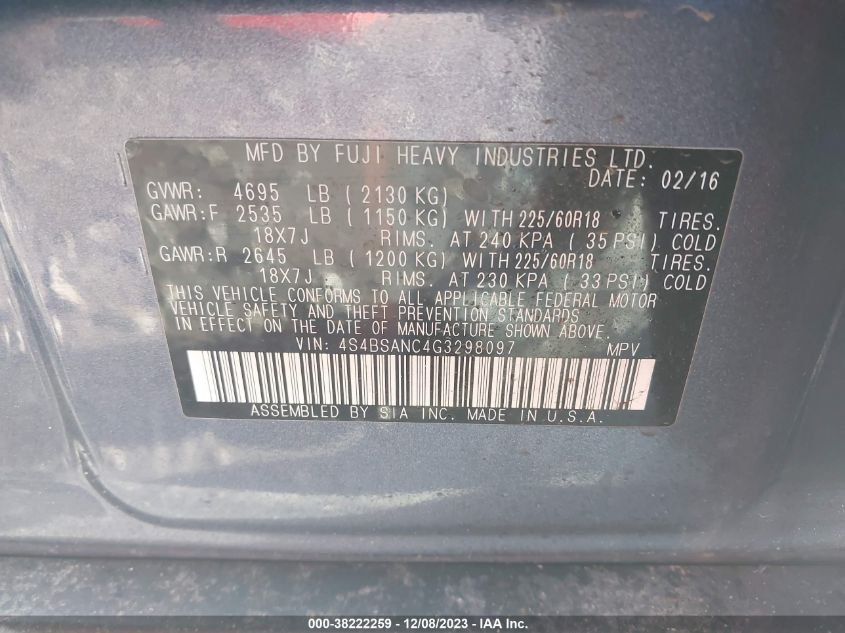 MFD BY FUJI HEAVY INDUSTRIES LTD.
DATE: 02/16
GVWR: 4695 LB ( 2130 KG)
GAWR:F 2535 LB ( 1150 KG) WITH 225/60R18 TIRES.
18X7J RIMS. AT 240 KPA ( 35 PSI) COLD
GAWR:R 2645 LB ( 1200 KG) WITH 225/60R18 TIRES.
18X7J RIMS. AT 230 KPA ( 33 PSI) COLD
THIS VEHICLE CONFORMS TO ALL APPLICABLE FEDERAL MOTOR
VEHICLE SAFETY AND THEFT PREVENTION STANDARDS
IN EFFECT ON THE DATE OF MANUFACTURE SHOWN ABOVE.
VIN: 4S4BSANC4G3298097 MPV
ASSEMBLED BY SIA INC. MADE IN U.S.A.
000-38222259 - 12/08/2023 - IAA Inc.